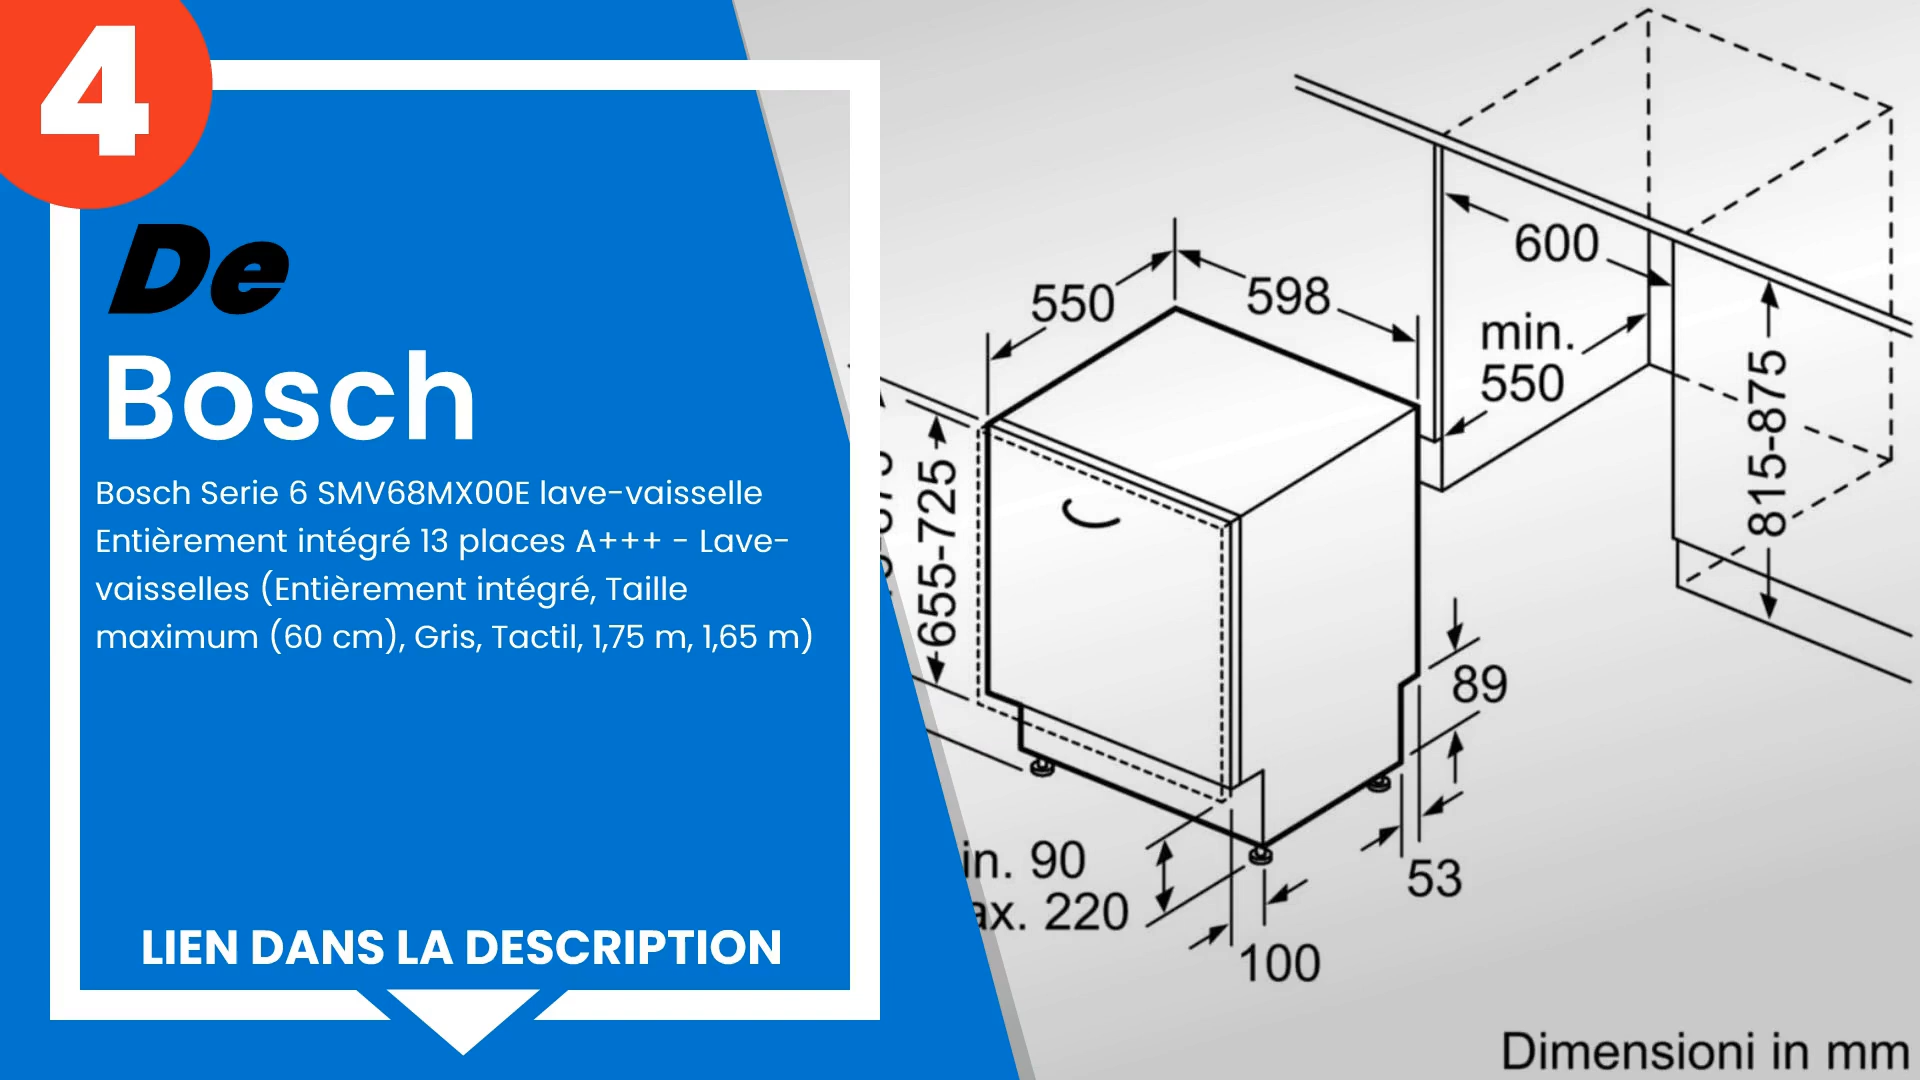 4
De
Bosch
Bosch Serie 6 SMV68MX00E lave-vaisselle
Entièrement intégré 13 places A+++ - Lave-
vaisselles (Entièrement intégré, Taille
maximum (60 cm), Gris, Tactil, 1,75 m, 1,65 m)
LIEN DANS LA DESCRIPTION
550
598
600
min.
550
815-875
655-725
89
53
in. 90
ax. 220
100
Dimensioni in mm